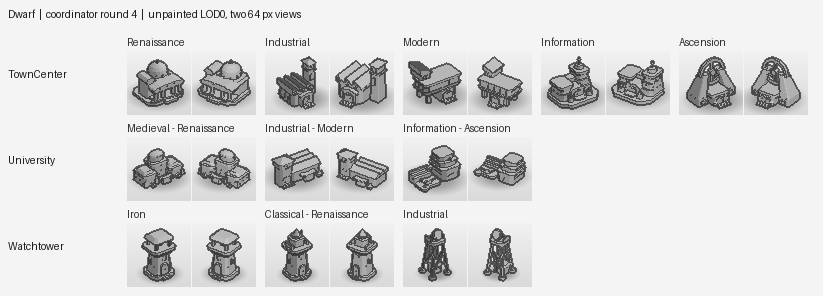 Dwarf | coordinator round 4 | unpainted LOD0, two 64 px views
Renaissance Industrial Modern Information Ascension
TownCenter
Medieval - Renaissance Industrial - Modern Information - Ascension
University
Iron Classical - Renaissance Industrial
Watchtower